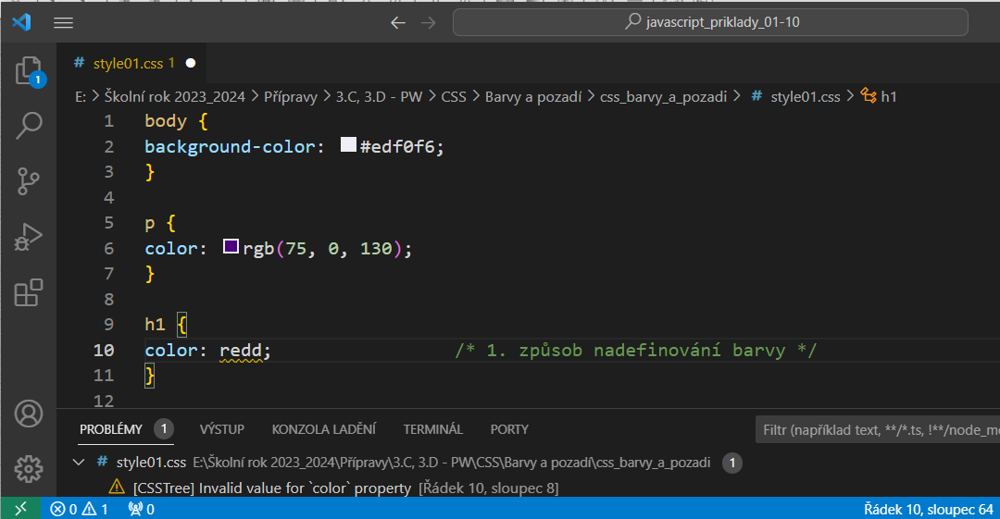 javascript_priklady_01-10
1
# style01.css 1
E: > Školní rok 2023_2024 > Přípravy > 3.C, 3.D - PW > CSS > Barvy a pozadí > css_barvy_a_pozadi > # style01.css > h1
1 body {
2 background-color: #edf0f6;
3 }
4
5 p {
6 color: rgb(75, 0, 130);
7 }
8
9 h1 {
10 color: redd; /* 1. způsob nadefinování barvy */
11 }
12
PROBLÉMY 1 VÝSTUP KONZOLA LADĚNÍ TERMINÁL PORTY Filtr (například text, **/*.ts, !**/node_m
# style01.css E:\Školní rok 2023_2024\Přípravy\3.C, 3.D - PW\CSS\Barvy a pozadí\css_barvy_a_pozadi 1
[CSSTree] Invalid value for `color` property [Řádek 10, sloupec 8]
0 1 0 Řádek 10, sloupec 64